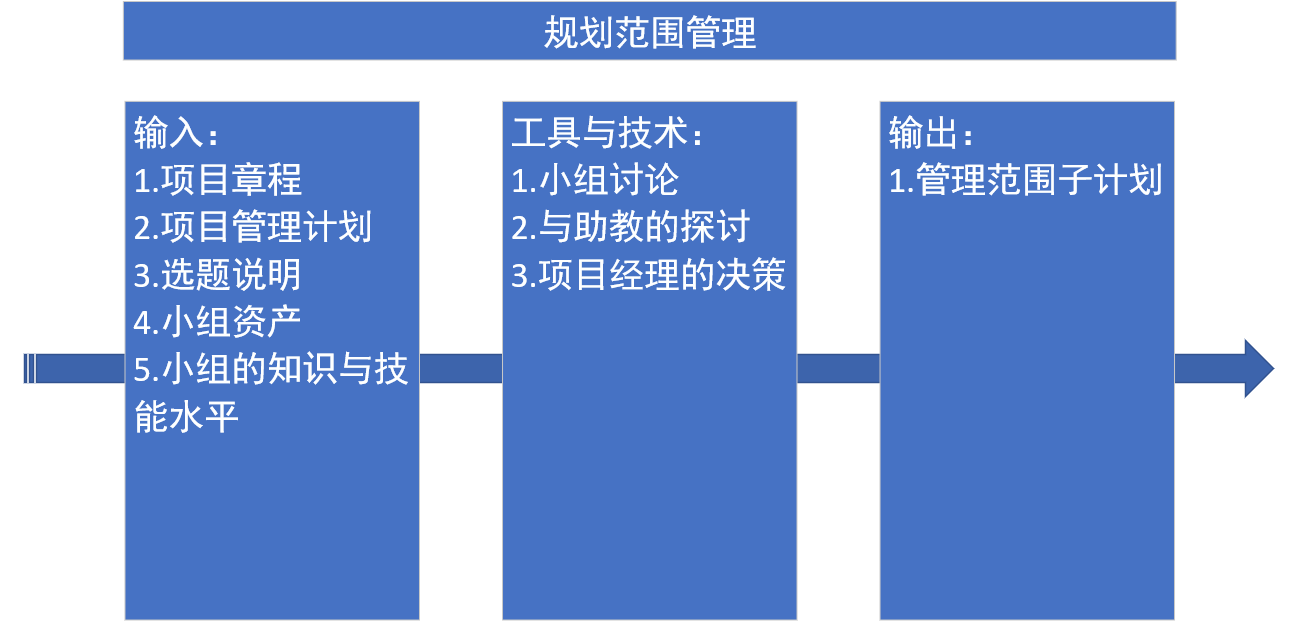 规划范围管理
输入：
1.项目章程
2.项目管理计划
3.选题说明
4.小组资产
5.小组的知识与技
能水平
工具与技术：
1.小组讨论
2.与助教的探讨
3.项目经理的决策
输出：
1.管理范围子计划